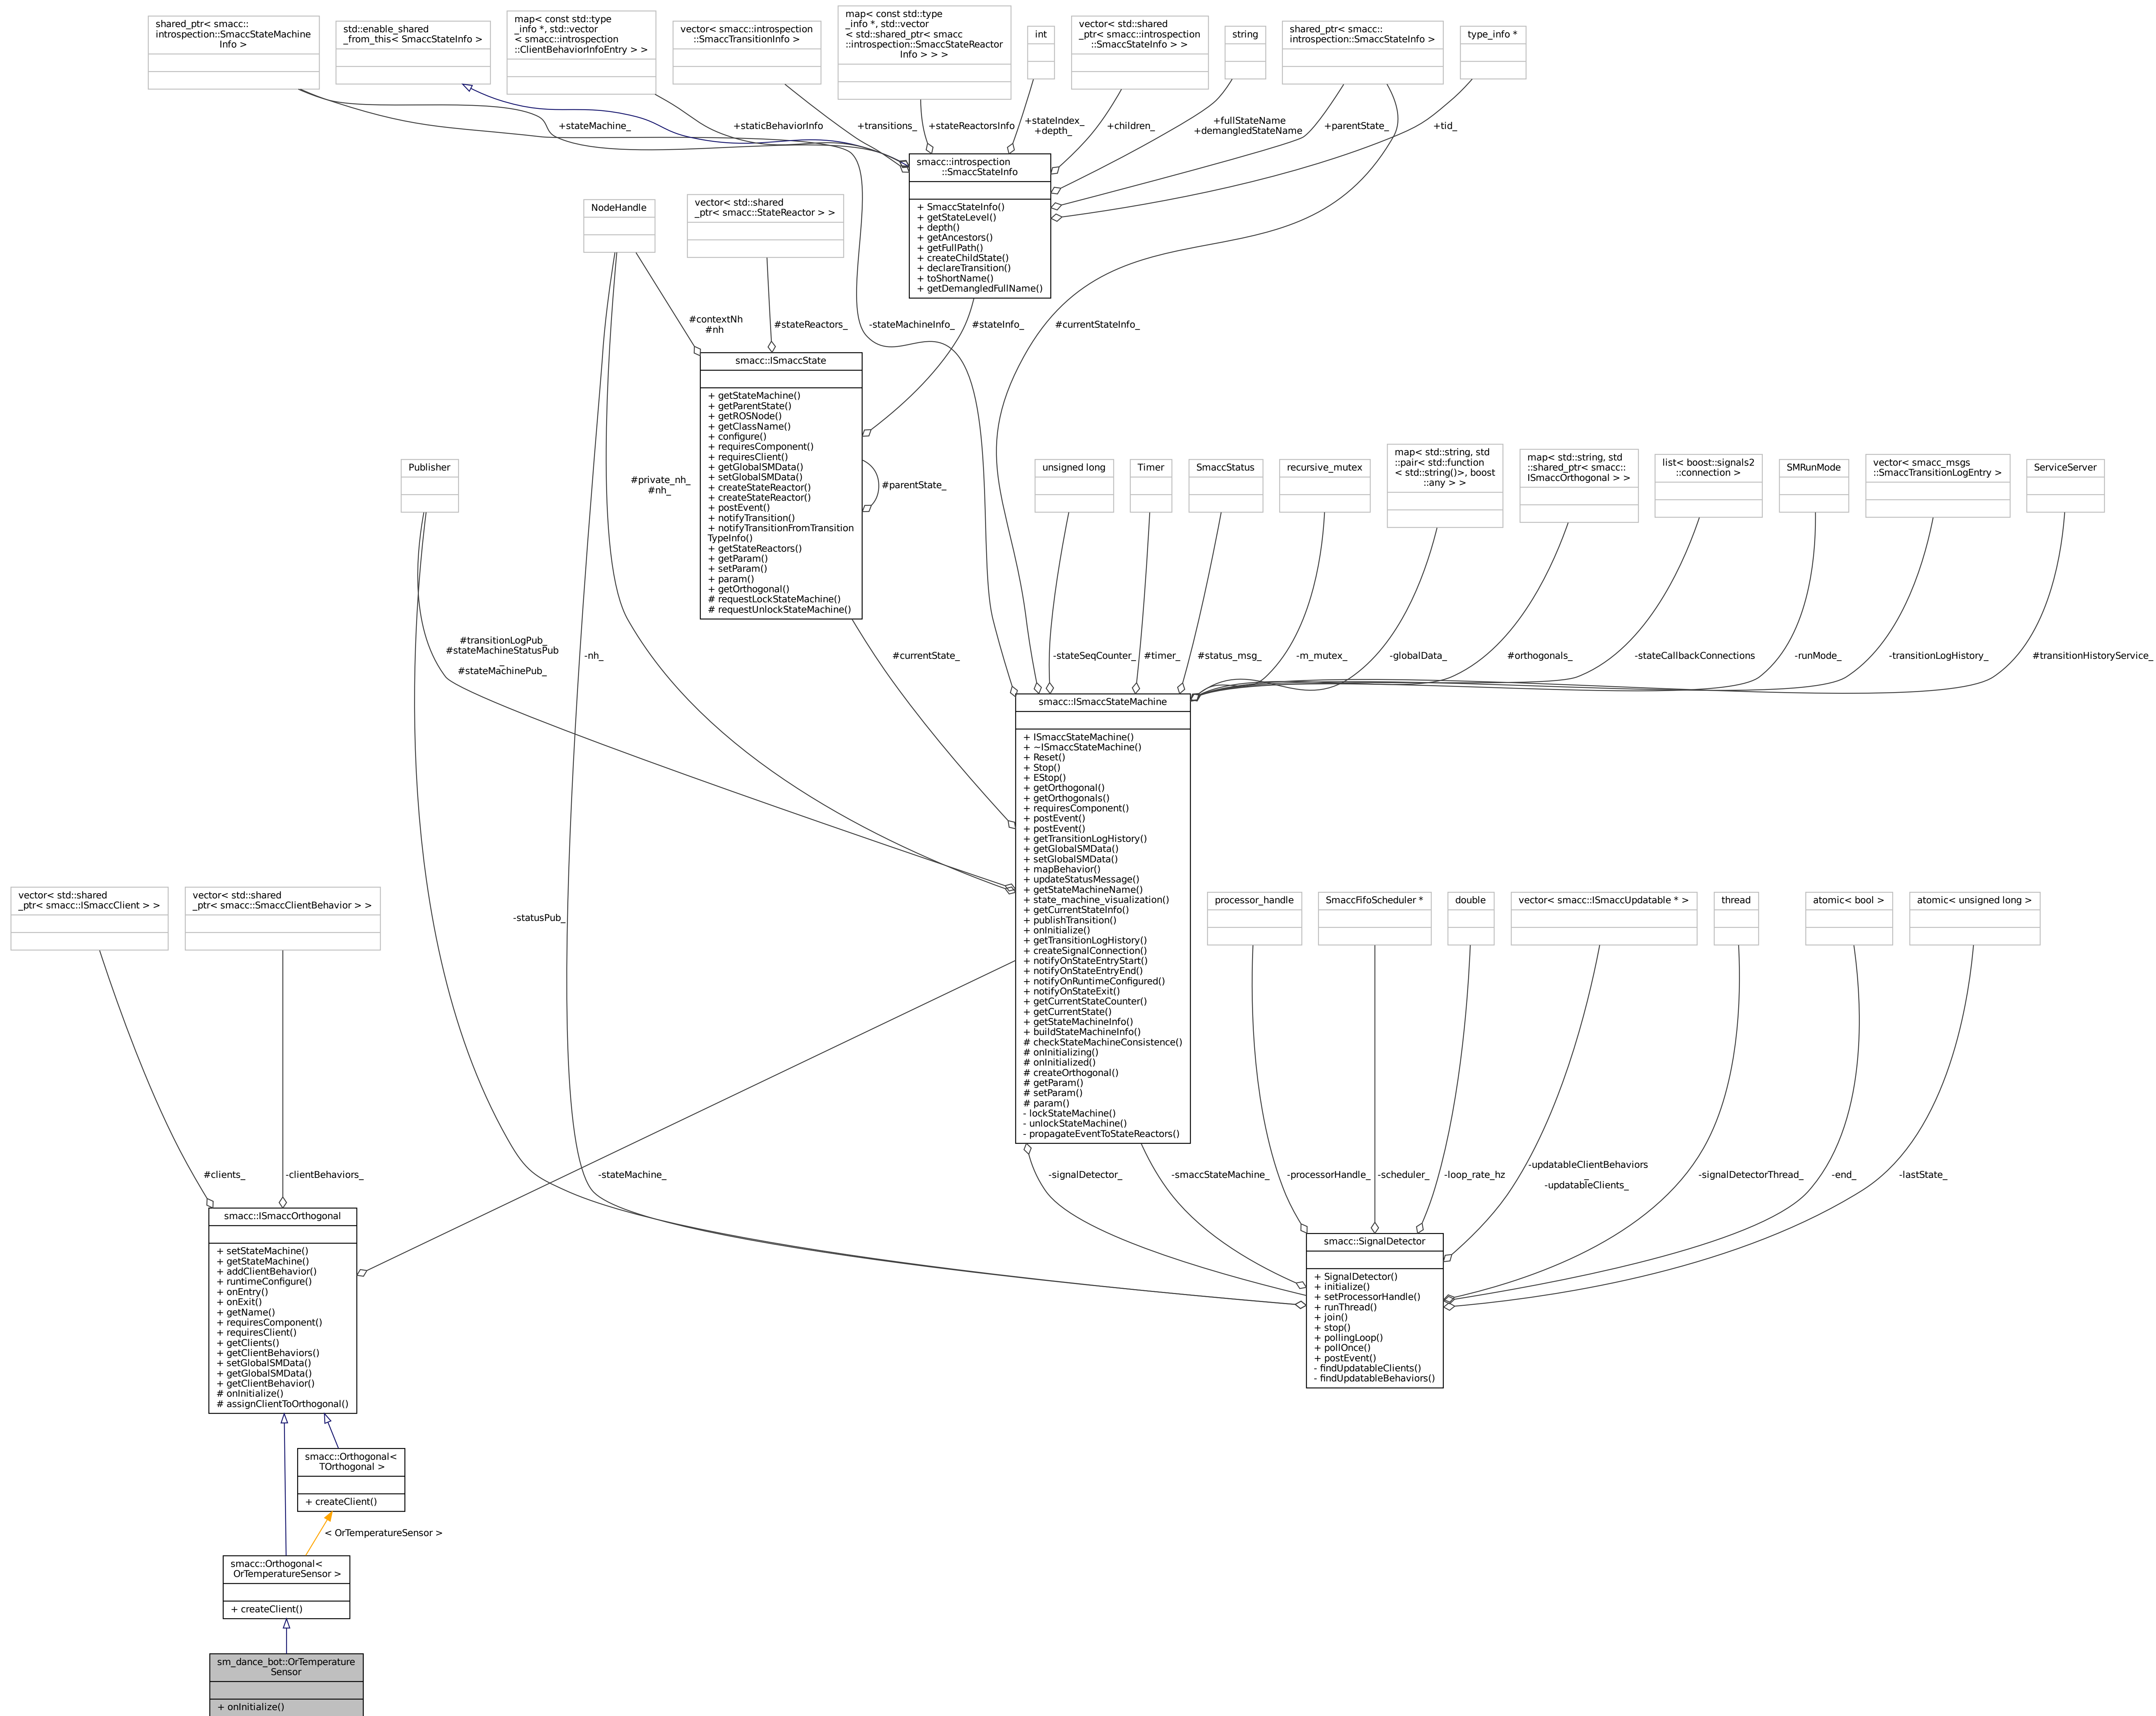 shared_ptr< smacc::
introspection::SmaccStateMachine
Info >
std::enable_shared
_from_this< SmaccStateInfo >
map< const std::type
_info *, std::vector
< smacc::introspection
::ClientBehaviorInfoEntry > >
vector< smacc::introspection
::SmaccTransitionInfo >
map< const std::type
_info *, std::vector
< std::shared_ptr< smacc
::introspection::SmaccStateReactor
Info > > >
int
vector< std::shared
_ptr< smacc::introspection
::SmaccStateInfo > >
string
shared_ptr< smacc::
introspection::SmaccStateInfo >
type_info *
+stateMachine_
+staticBehaviorInfo
+transitions_
+stateReactorsInfo
+stateIndex_
+depth_
+children_
+fullStateName
+demangledStateName
+parentState_
+tid_
smacc::introspection
::SmaccStateInfo
+ SmaccStateInfo()
+ getStateLevel()
+ depth()
+ getAncestors()
+ getFullPath()
+ createChildState()
+ declareTransition()
+ toShortName()
+ getDemangledFullName()
NodeHandle
vector< std::shared
_ptr< smacc::StateReactor > >
#contextNh
#nh
#stateReactors_
-stateMachineInfo_
#stateInfo_
#currentStateInfo_
smacc::ISmaccState
+ getStateMachine()
+ getParentState()
+ getROSNode()
+ getClassName()
+ configure()
+ requiresComponent()
+ requiresClient()
+ getGlobalSMData()
+ setGlobalSMData()
+ createStateReactor()
+ createStateReactor()
+ postEvent()
+ notifyTransition()
+ notifyTransitionFromTransition
TypeInfo()
+ getStateReactors()
+ getParam()
+ setParam()
+ param()
+ getOrthogonal()
# requestLockStateMachine()
# requestUnlockStateMachine()
#parentState_
Publisher
#private_nh_
#nh_
unsigned long
Timer
SmaccStatus
recursive_mutex
map< std::string, std
::pair< std::function
< std::string()>, boost
::any > >
map< std::string, std
::shared_ptr< smacc::
ISmaccOrthogonal > >
list< boost::signals2
::connection >
SMRunMode
vector< smacc_msgs
::SmaccTransitionLogEntry >
ServiceServer
#transitionLogPub_
#stateMachineStatusPub
_
#stateMachinePub_
-nh_
#currentState_
-stateSeqCounter_
#timer_
#status_msg_
-m_mutex_
-globalData_
#orthogonals_
-stateCallbackConnections
-runMode_
-transitionLogHistory_
#transitionHistoryService_
smacc::ISmaccStateMachine
+ ISmaccStateMachine()
+ ~ISmaccStateMachine()
+ Reset()
+ Stop()
+ EStop()
+ getOrthogonal()
+ getOrthogonals()
+ requiresComponent()
+ postEvent()
+ postEvent()
+ getTransitionLogHistory()
+ getGlobalSMData()
+ setGlobalSMData()
+ mapBehavior()
+ updateStatusMessage()
+ getStateMachineName()
+ state_machine_visualization()
+ getCurrentStateInfo()
+ publishTransition()
+ onInitialize()
+ getTransitionLogHistory()
+ createSignalConnection()
+ notifyOnStateEntryStart()
+ notifyOnStateEntryEnd()
+ notifyOnRuntimeConfigured()
+ notifyOnStateExit()
+ getCurrentStateCounter()
+ getCurrentState()
+ getStateMachineInfo()
+ buildStateMachineInfo()
# checkStateMachineConsistence()
# onInitializing()
# onInitialized()
# createOrthogonal()
# getParam()
# setParam()
# param()
- lockStateMachine()
- unlockStateMachine()
- propagateEventToStateReactors()
vector< std::shared
_ptr< smacc::ISmaccClient > >
vector< std::shared
_ptr< smacc::SmaccClientBehavior > >
-statusPub_
processor_handle
SmaccFifoScheduler *
double
vector< smacc::ISmaccUpdatable * >
thread
atomic< bool >
atomic< unsigned long >
#clients_
-clientBehaviors_
-stateMachine_
-signalDetector_
-smaccStateMachine_
-processorHandle_
-scheduler_
-loop_rate_hz
-updatableClientBehaviors
_
-updatableClients_
-signalDetectorThread_
-end_
-lastState_
smacc::ISmaccOrthogonal
+ setStateMachine()
+ getStateMachine()
+ addClientBehavior()
+ runtimeConfigure()
+ onEntry()
+ onExit()
+ getName()
+ requiresComponent()
+ requiresClient()
+ getClients()
+ getClientBehaviors()
+ setGlobalSMData()
+ getGlobalSMData()
+ getClientBehavior()
# onInitialize()
# assignClientToOrthogonal()
smacc::SignalDetector
+ SignalDetector()
+ initialize()
+ setProcessorHandle()
+ runThread()
+ join()
+ stop()
+ pollingLoop()
+ pollOnce()
+ postEvent()
- findUpdatableClients()
- findUpdatableBehaviors()
smacc::Orthogonal<
TOrthogonal >
+ createClient()
< OrTemperatureSensor >
smacc::Orthogonal<
OrTemperatureSensor >
+ createClient()
sm_dance_bot::OrTemperature
Sensor
+ onInitialize()